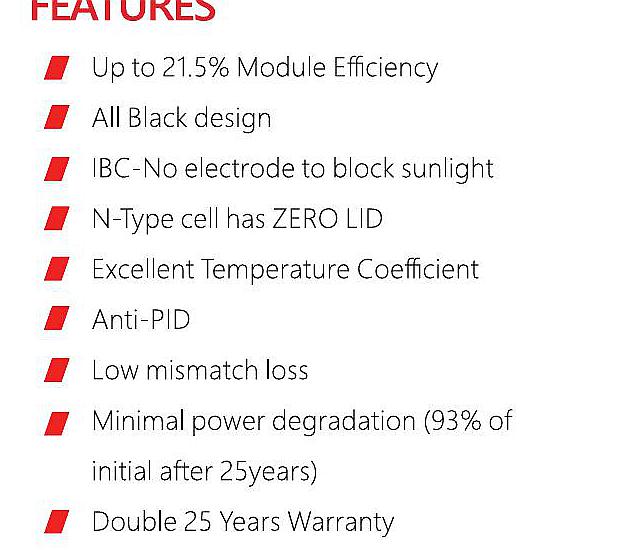 FEATURES
Up to 21.5% Module Efficiency
All Black design
IBC-No electrode to block sunlight
N-Type cell has ZERO LID
Excellent Temperature Coefficient
Anti-PID
Low mismatch loss
Minimal power degradation (93% of
initial after 25years)
Double 25 Years Warranty